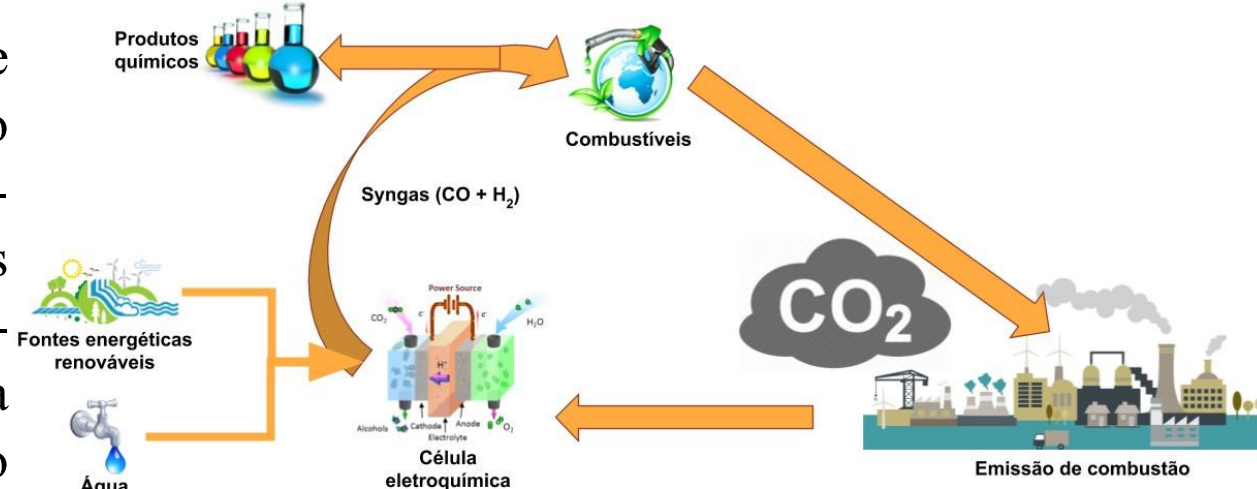 e
Produtos
químicos
o
Combustíveis
-
Syngas (CO + H₂)
s
CO₂
Power Source
CO₂
e⁻
e⁻
H₂O
Fontes energéticas
renováveis
H⁺
a
Alcohols
Cathode
Anode
O₂
Electrolyte
o
Célula
eletroquímica
Emissão de combustão
Água